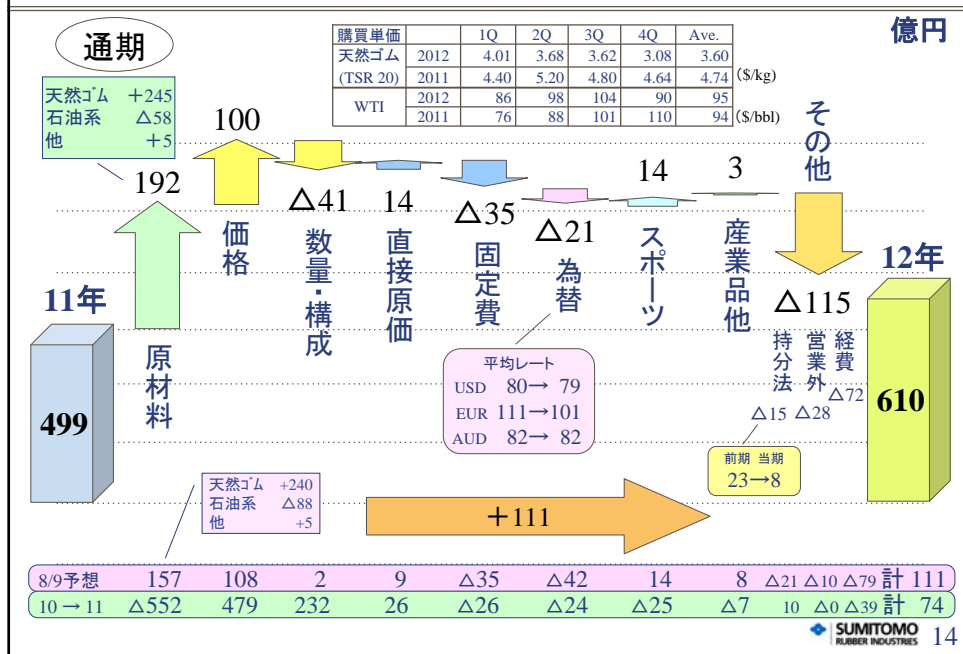 億円
通期
購買単価 1Q 2Q 3Q 4Q Ave.
天然ゴム 2012 4.01 3.68 3.62 3.08 3.60
(TSR 20) 2011 4.40 5.20 4.80 4.64 4.74 ($/kg)
WTI 2012 86 98 104 90 95
2011 76 88 101 110 94 ($/bbl)
天然ゴム +245
石油系 △58
他 +5
192
原材料
100
価格
△41
数量・構成
14
直接原価
△35
固定費
△21
為替
14
スポーツ
3
産業品他
その他
△115
持分法 営業外 経費
△15 △28 △72
前期 当期
23→8
11年
499
12年
610
平均レート
USD 80→ 79
EUR 111→101
AUD 82→ 82
天然ゴム +240
石油系 △88
他 +5
+111
8/9予想 157 108 2 9 △35 △42 14 8 △21 △10 △79 計 111
10→11 △552 479 232 26 △26 △24 △25 △7 10 △0 △39 計 74
SUMITOMO
RUBBER INDUSTRIES
14